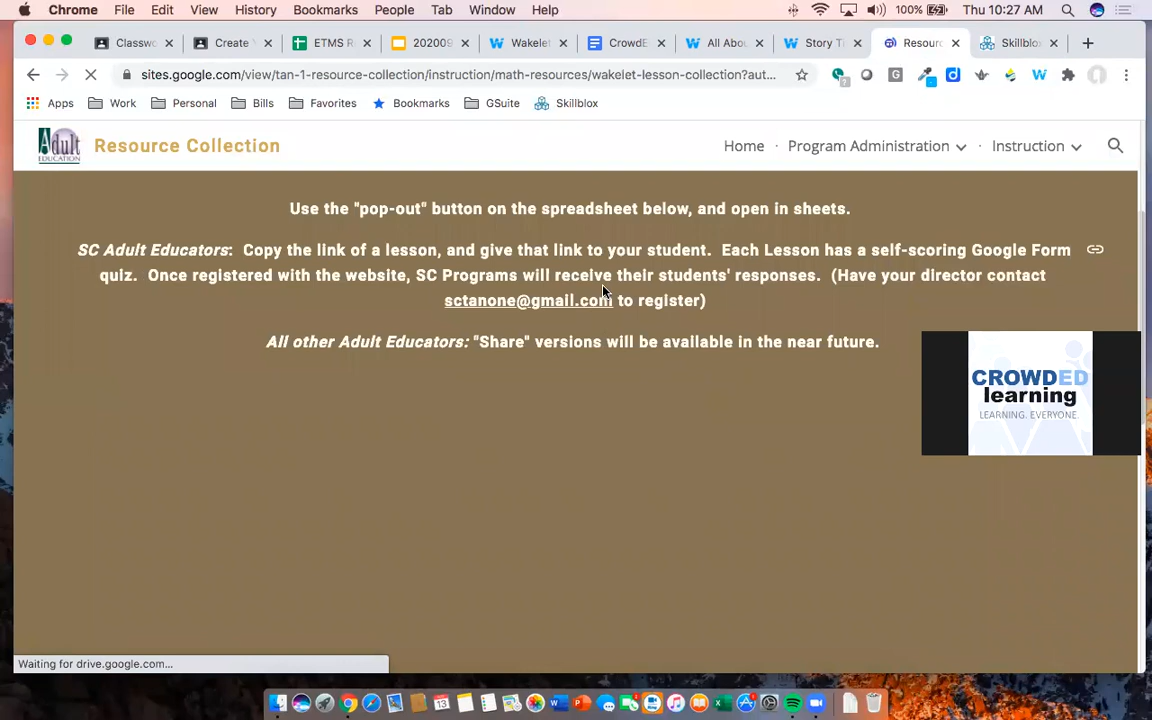 Chrome File Edit View History Bookmarks People Tab Window Help 100% Thu 10:27 AM
Classwo Create ETMS R 202009 Wakelet CrowdE All Abou Story Ti Resourc Skillblox
sites.google.com/view/tan-1-resource-collection/instruction/math-resources/wakelet-lesson-collection?aut...
Apps Work Personal Bills Favorites Bookmarks GSuite Skillblox
Adult EDUCATION Resource Collection Home · Program Administration · Instruction
Use the "pop-out" button on the spreadsheet below, and open in sheets.
SC Adult Educators: Copy the link of a lesson, and give that link to your student. Each Lesson has a self-scoring Google Form
quiz. Once registered with the website, SC Programs will receive their students' responses. (Have your director contact
sctanone@gmail.com to register)
All other Adult Educators: "Share" versions will be available in the near future.
CROWDED
learning
LEARNING. EVERYONE.
Waiting for drive.google.com...